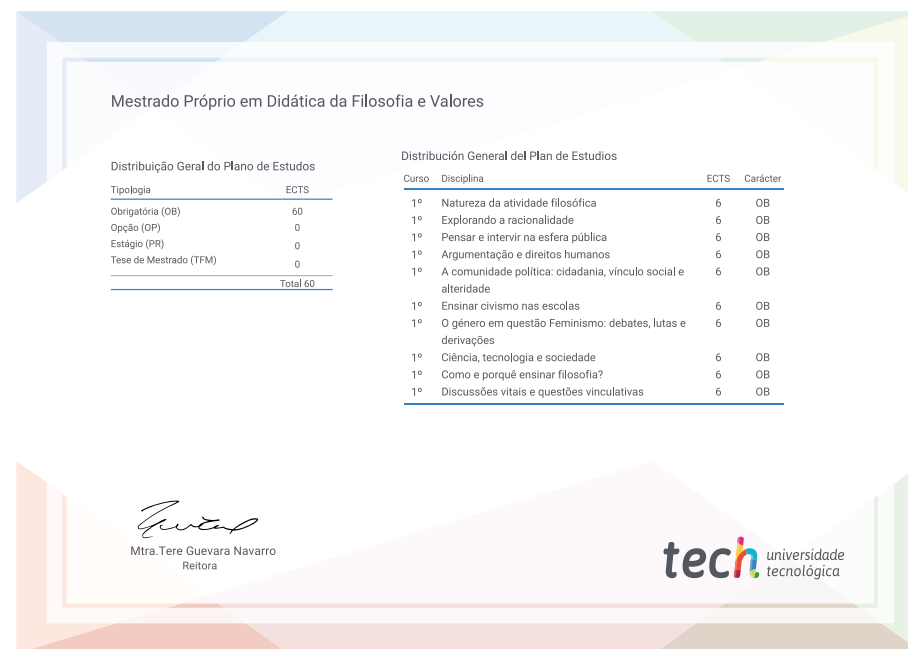 Mestrado Próprio em Didática da Filosofia e Valores
Distribuição Geral do Plano de Estudos
Tipologia ECTS
Obrigatória (OB) 60
Opção (OP) 0
Estágio (PR) 0
Tese de Mestrado (TFM) 0
Total 60
Distribución General del Plan de Estudios
Curso Disciplina ECTS Carácter
1º Natureza da atividade filosófica 6 OB
1º Explorando a racionalidade 6 OB
1º Pensar e intervir na esfera pública 6 OB
1º Argumentação e direitos humanos 6 OB
1º A comunidade política: cidadania, vínculo social e 6 OB
alteridade
1º Ensinar civismo nas escolas 6 OB
1º O género em questão Feminismo: debates, lutas e 6 OB
derivações
1º Ciência, tecnologia e sociedade 6 OB
1º Como e porquê ensinar filosofia? 6 OB
1º Discussões vitais e questões vinculativas 6 OB
Mtra.Tere Guevara Navarro
Reitora
tech universidade
tecnológica